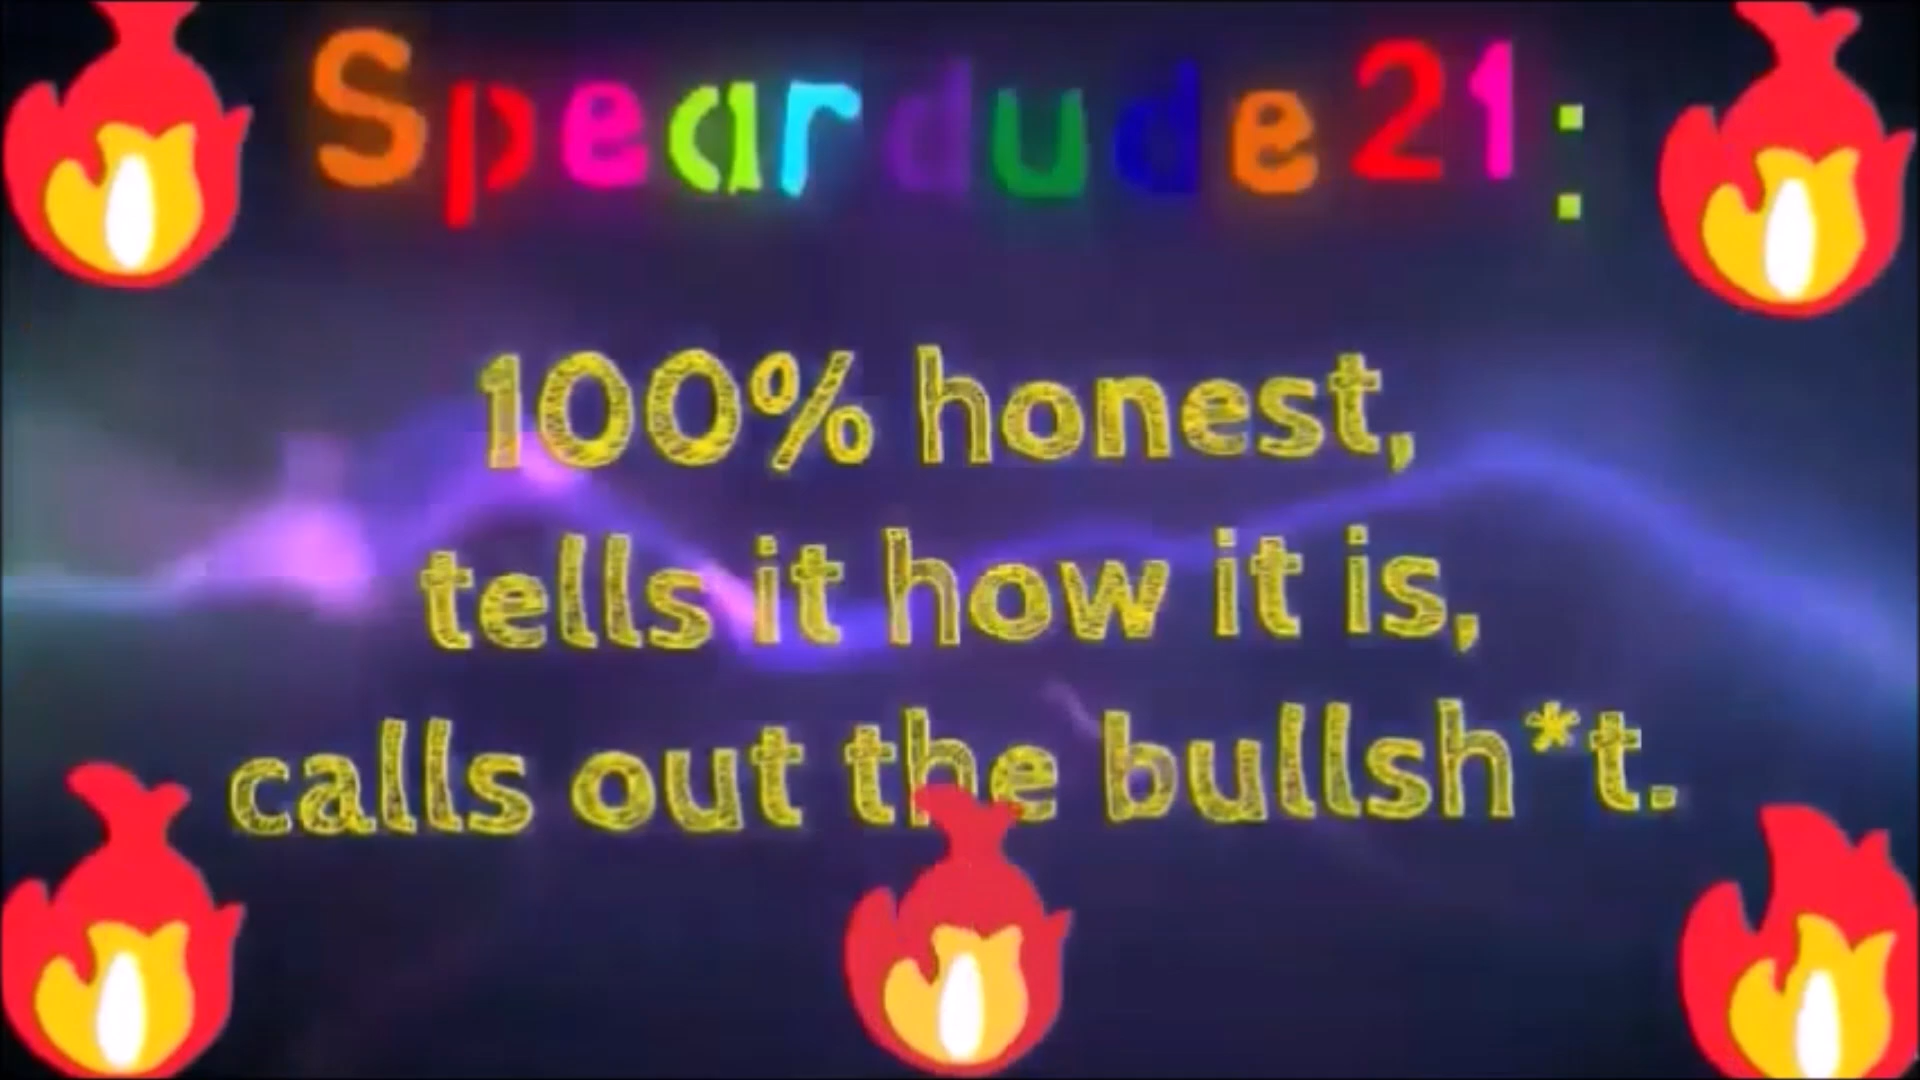 Speardude21:
100% honest,
tells it how it is,
calls out the bullsh*t.